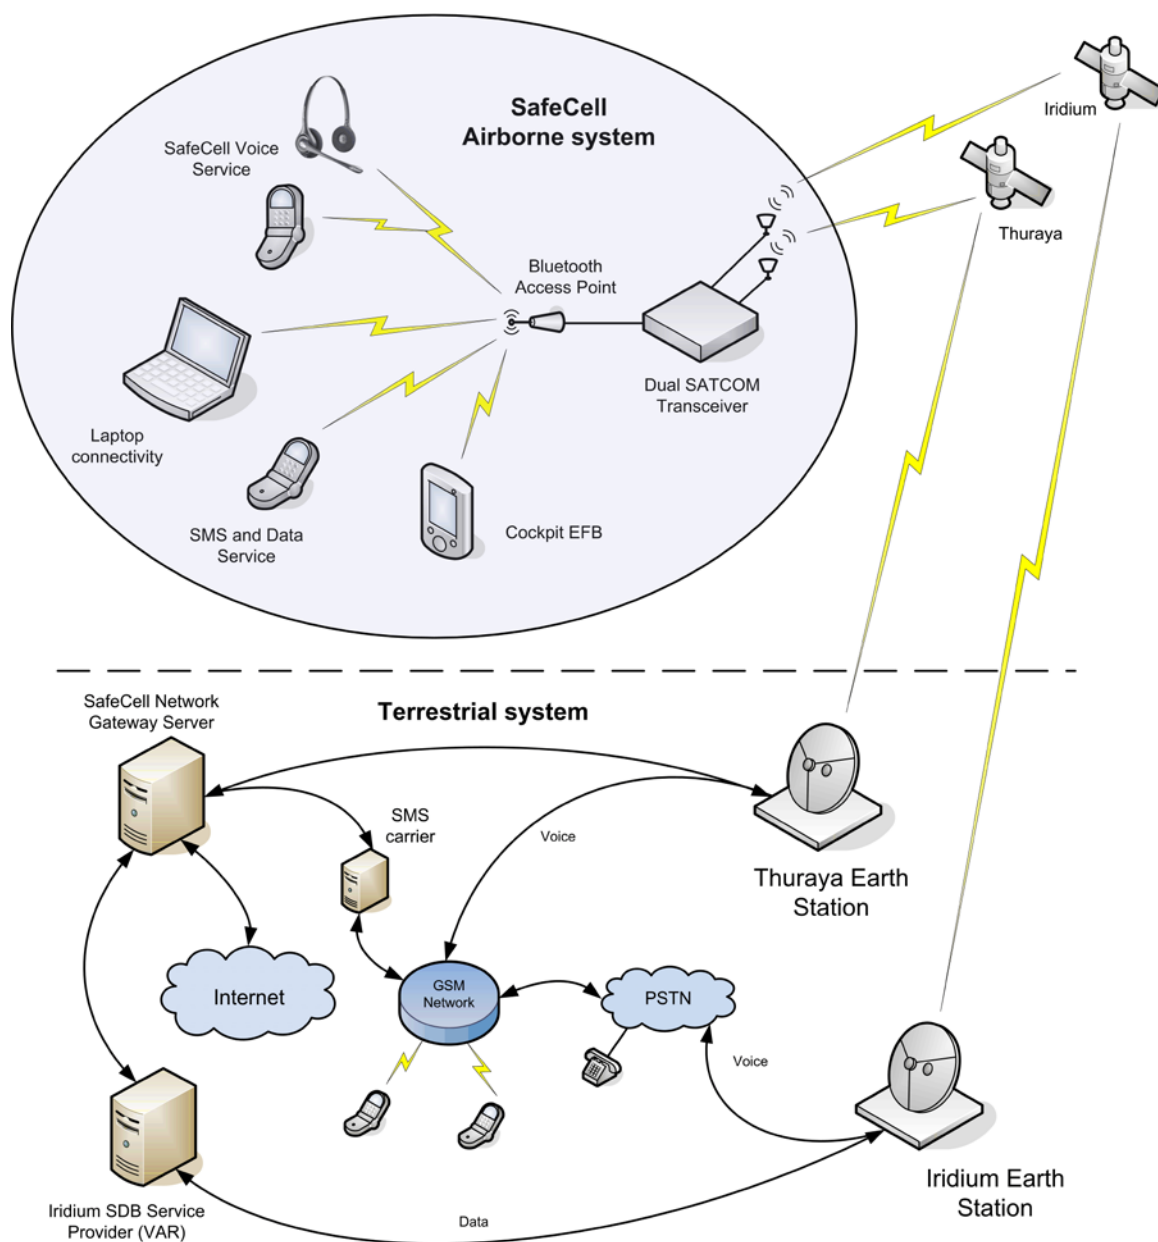 SafeCell
Airborne system
SafeCell Voice
Service
Iridium
Thuraya
Bluetooth
Access Point
Dual SATCOM
Transceiver
Laptop
connectivity
SMS and Data
Service
Cockpit EFB
SafeCell Network
Gateway Server
Terrestrial system
SMS
carrier
Voice
Thuraya Earth
Station
Internet
GSM
Network
PSTN
Voice
Iridium Earth
Station
Iridium SDB Service
Provider (VAR)
Data